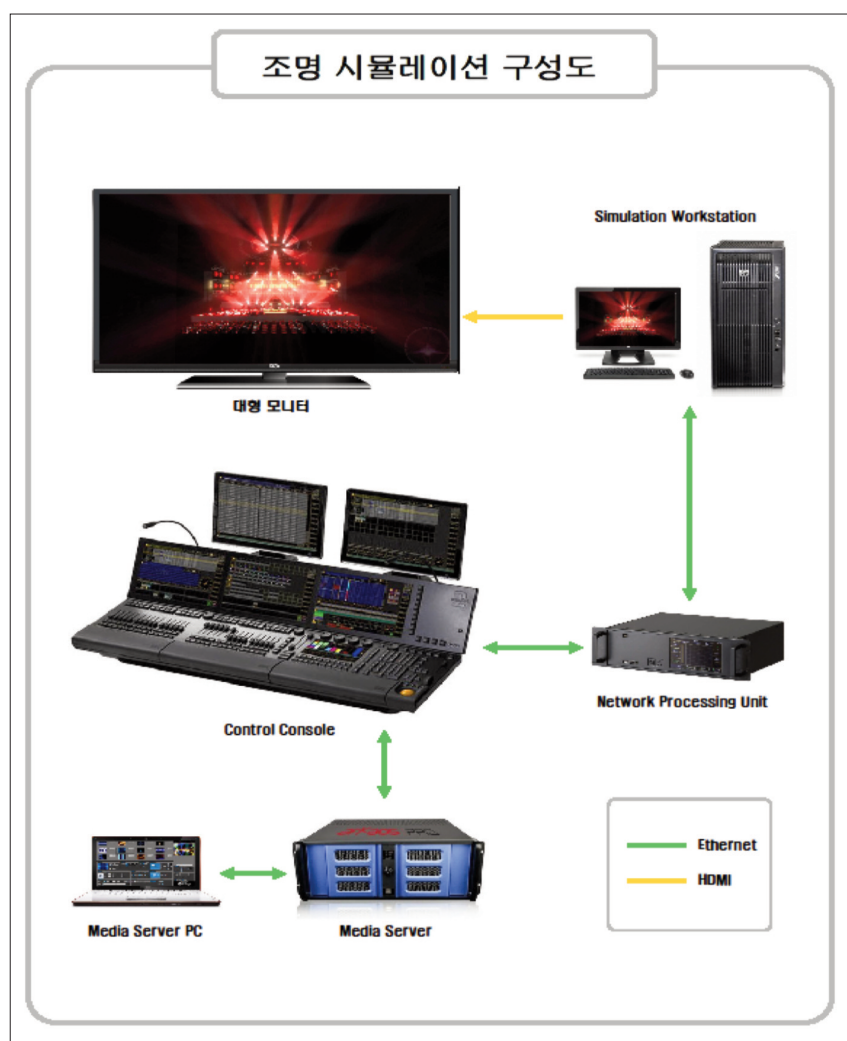 조명 시뮬레이션 구성도
Simulation Workstation
대형 모니터
Network Processing Unit
Control Console
Ethernet
HDMI
Media Server PC
Media Server